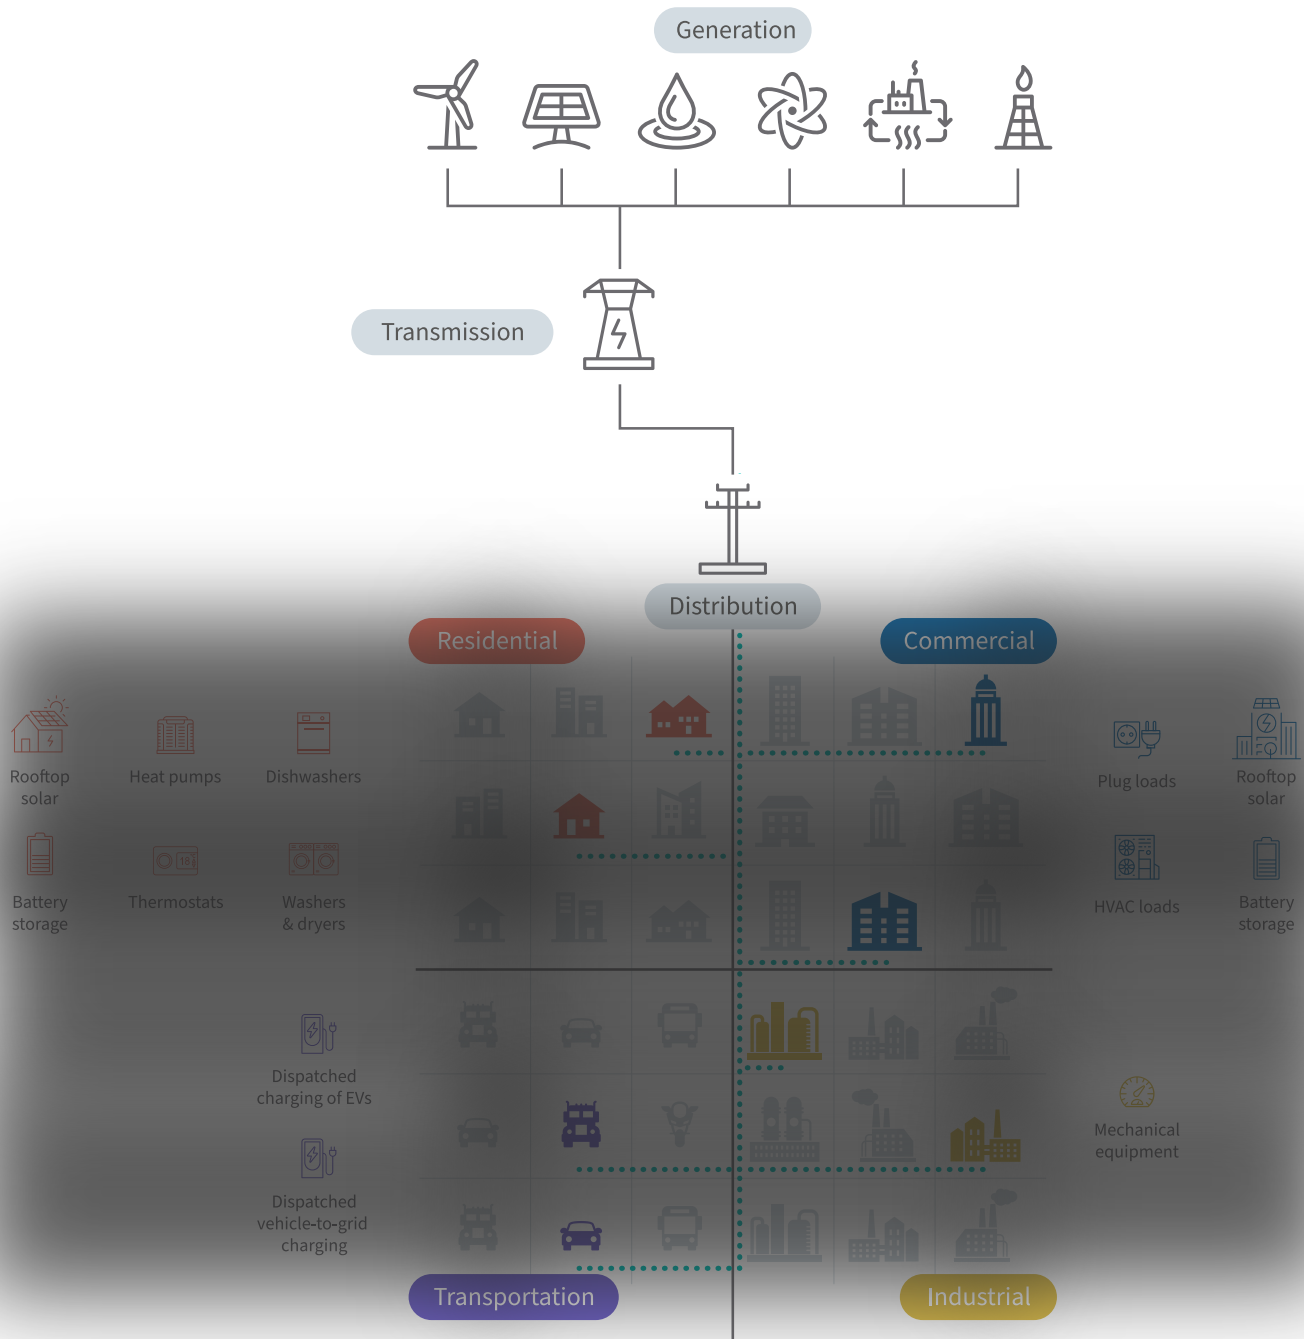 Generation
Transmission
Distribution
Residential
Commercial
Rooftop
solar
Heat pumps
Dishwashers
Plug loads
Rooftop
solar
Battery
storage
Thermostats
Washers
& dryers
HVAC loads
Battery
storage
Dispatched
charging of EVs
Mechanical
equipment
Dispatched
vehicle-to-grid
charging
Transportation
Industrial